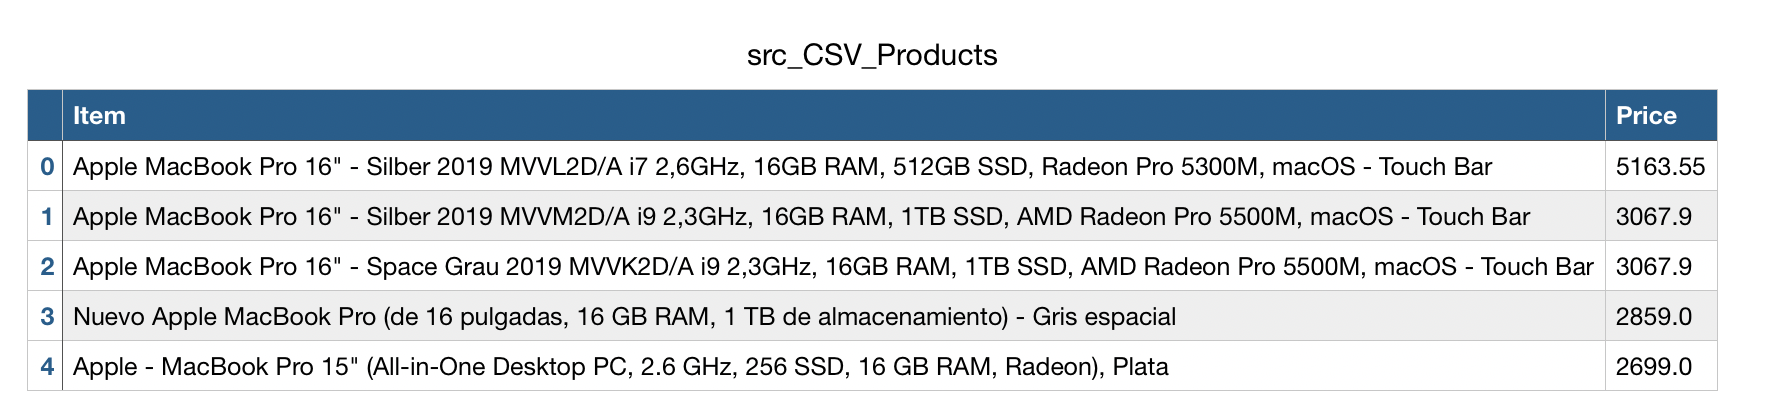 src_CSV_Products
Item Price
0 Apple MacBook Pro 16" - Silber 2019 MVVL2D/A i7 2,6GHz, 16GB RAM, 512GB SSD, Radeon Pro 5300M, macOS - Touch Bar 5163.55
1 Apple MacBook Pro 16" - Silber 2019 MVVM2D/A i9 2,3GHz, 16GB RAM, 1TB SSD, AMD Radeon Pro 5500M, macOS - Touch Bar 3067.9
2 Apple MacBook Pro 16" - Space Grau 2019 MVVK2D/A i9 2,3GHz, 16GB RAM, 1TB SSD, AMD Radeon Pro 5500M, macOS - Touch Bar 3067.9
3 Nuevo Apple MacBook Pro (de 16 pulgadas, 16 GB RAM, 1 TB de almacenamiento) - Gris espacial 2859.0
4 Apple - MacBook Pro 15" (All-in-One Desktop PC, 2.6 GHz, 256 SSD, 16 GB RAM, Radeon), Plata 2699.0